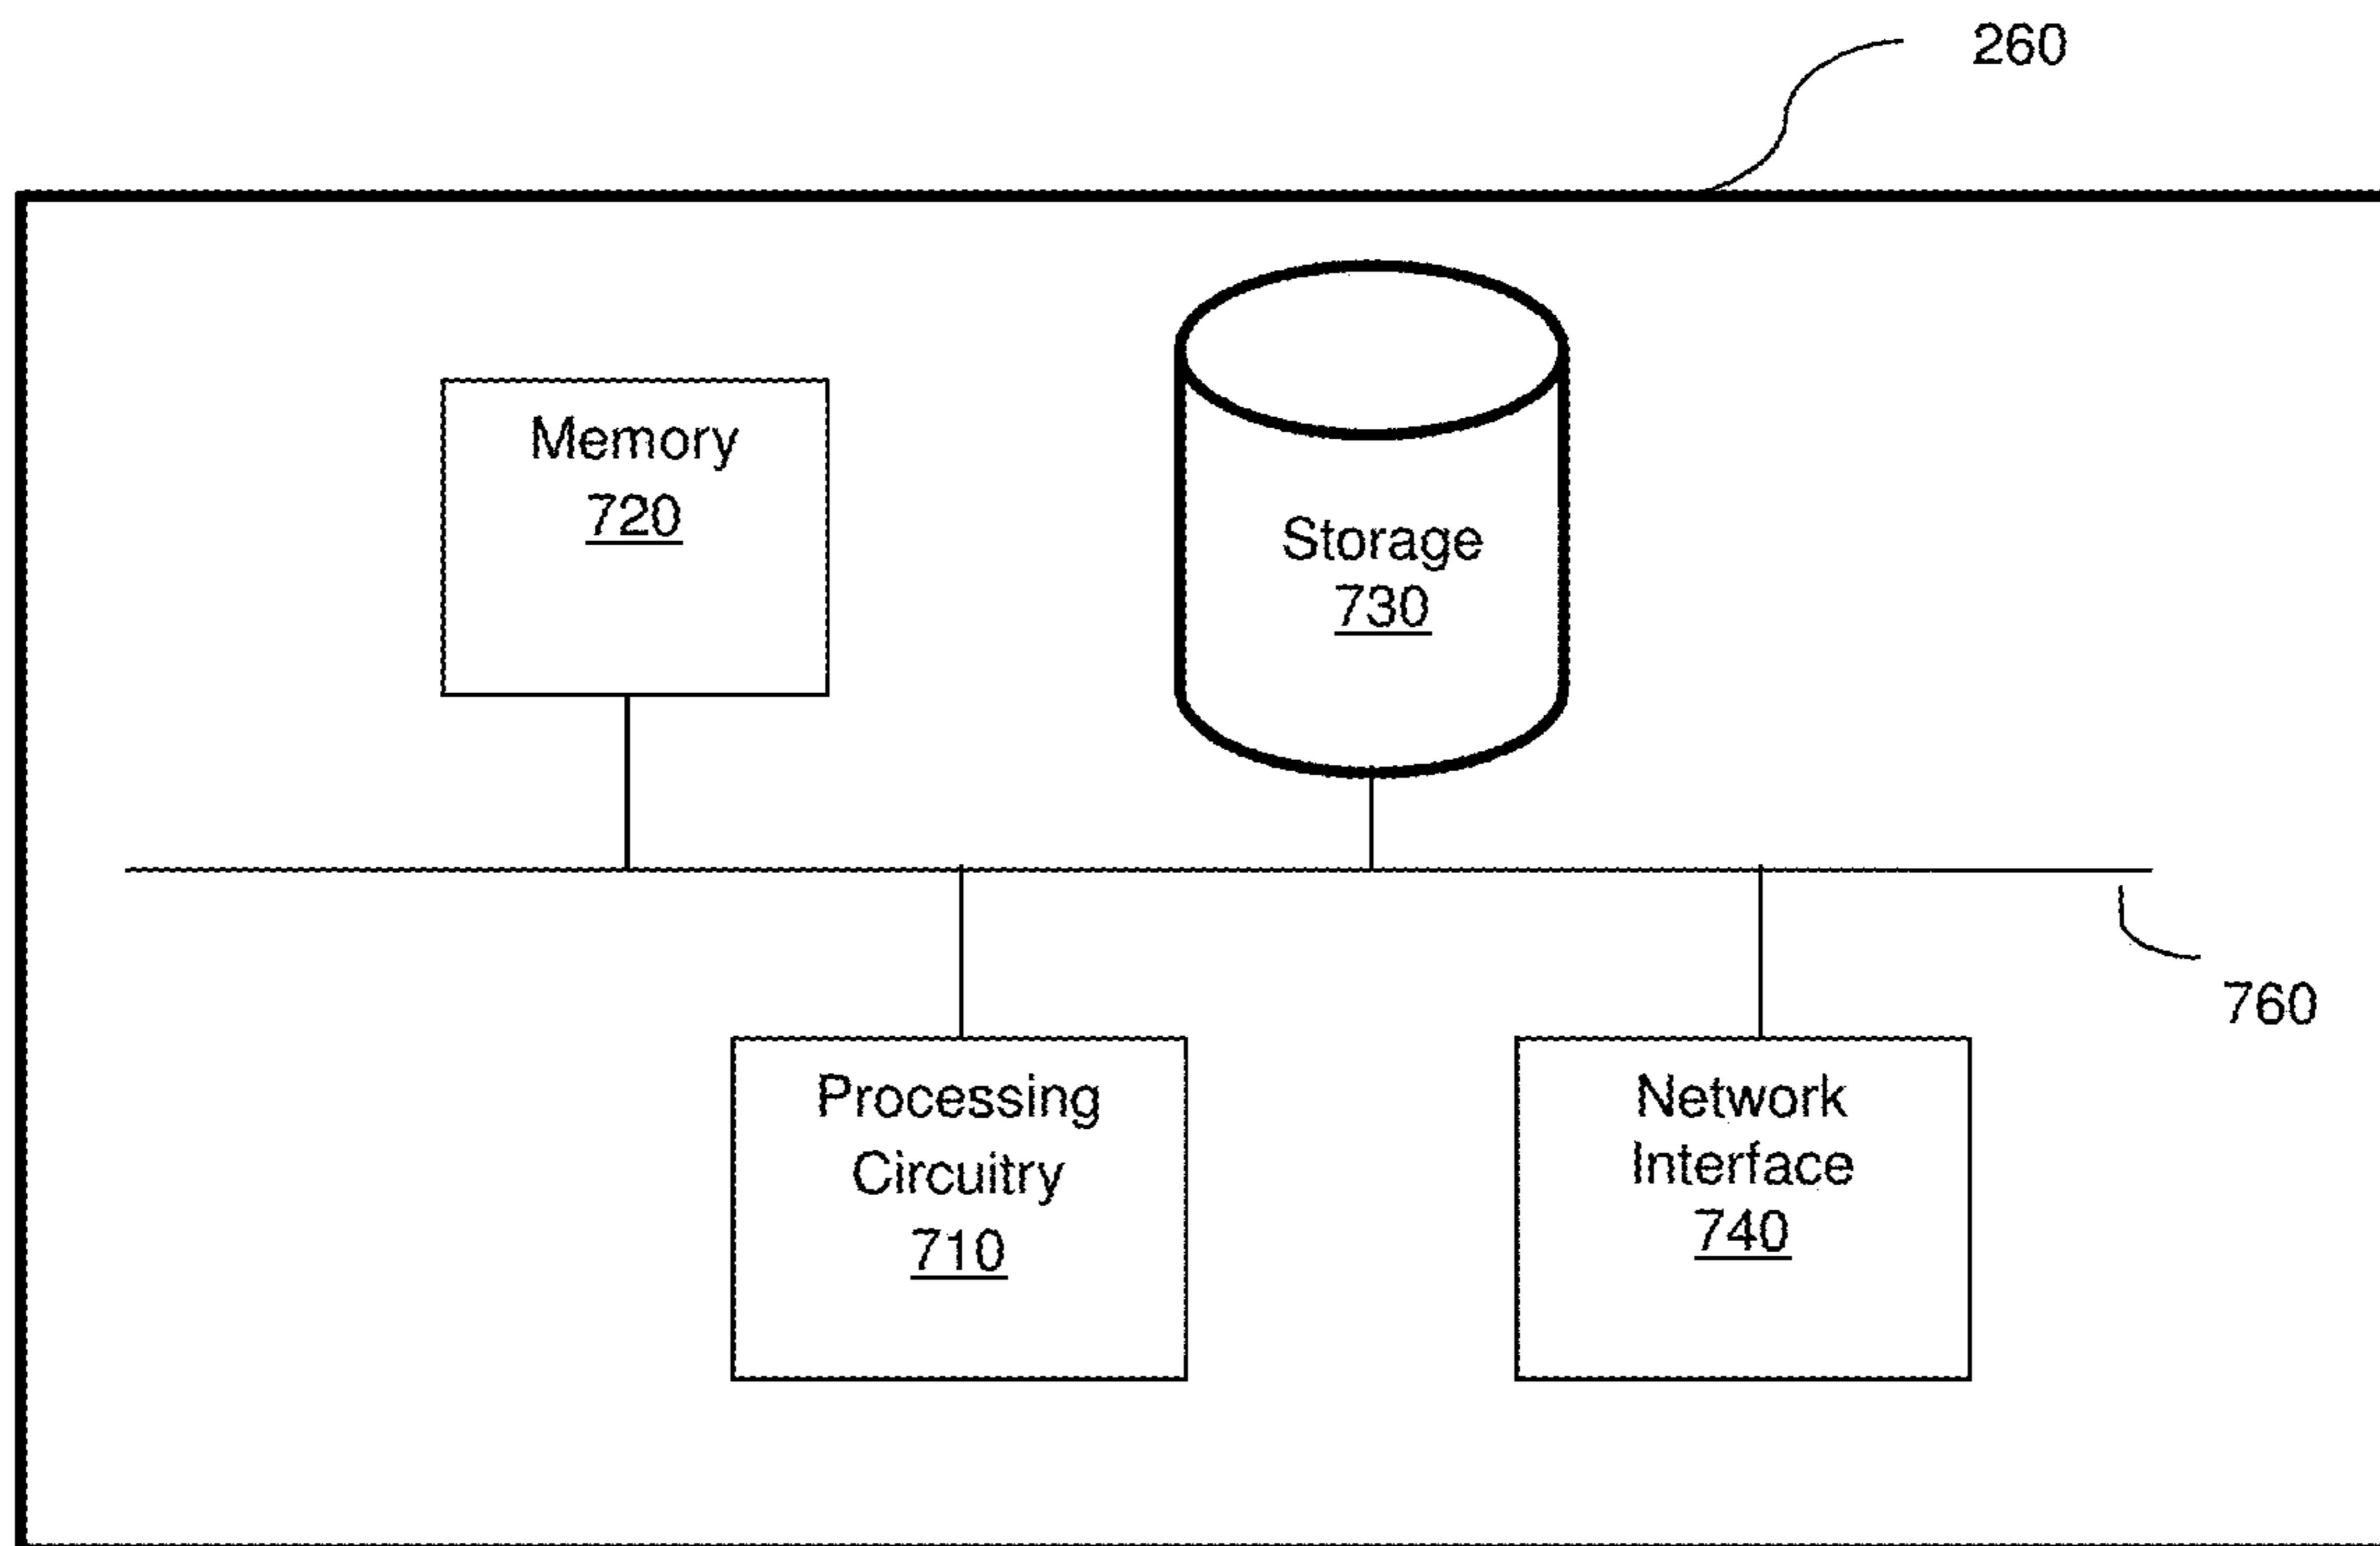 260
Memory
720
Storage
730
760
Processing
Circuitry
710
Network
Interface
740